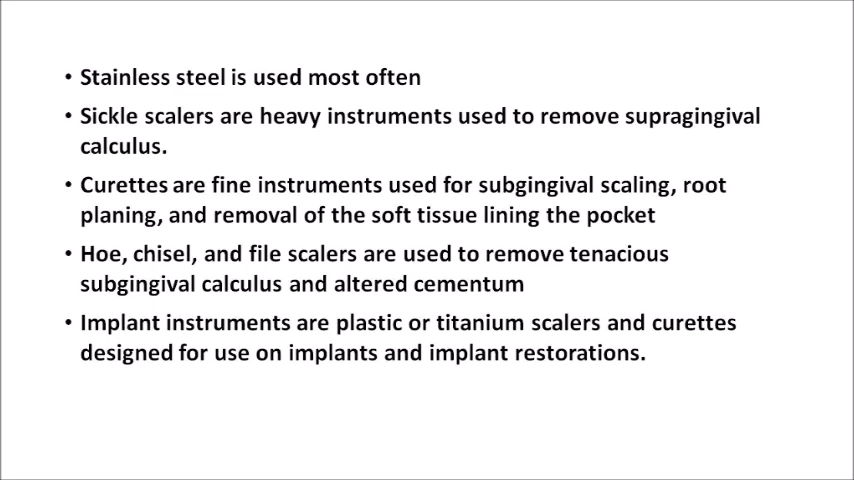 • Stainless steel is used most often
• Sickle scalers are heavy instruments used to remove supragingival
calculus.
• Curettes are fine instruments used for subgingival scaling, root
planing, and removal of the soft tissue lining the pocket
• Hoe, chisel, and file scalers are used to remove tenacious
subgingival calculus and altered cementum
• Implant instruments are plastic or titanium scalers and curettes
designed for use on implants and implant restorations.